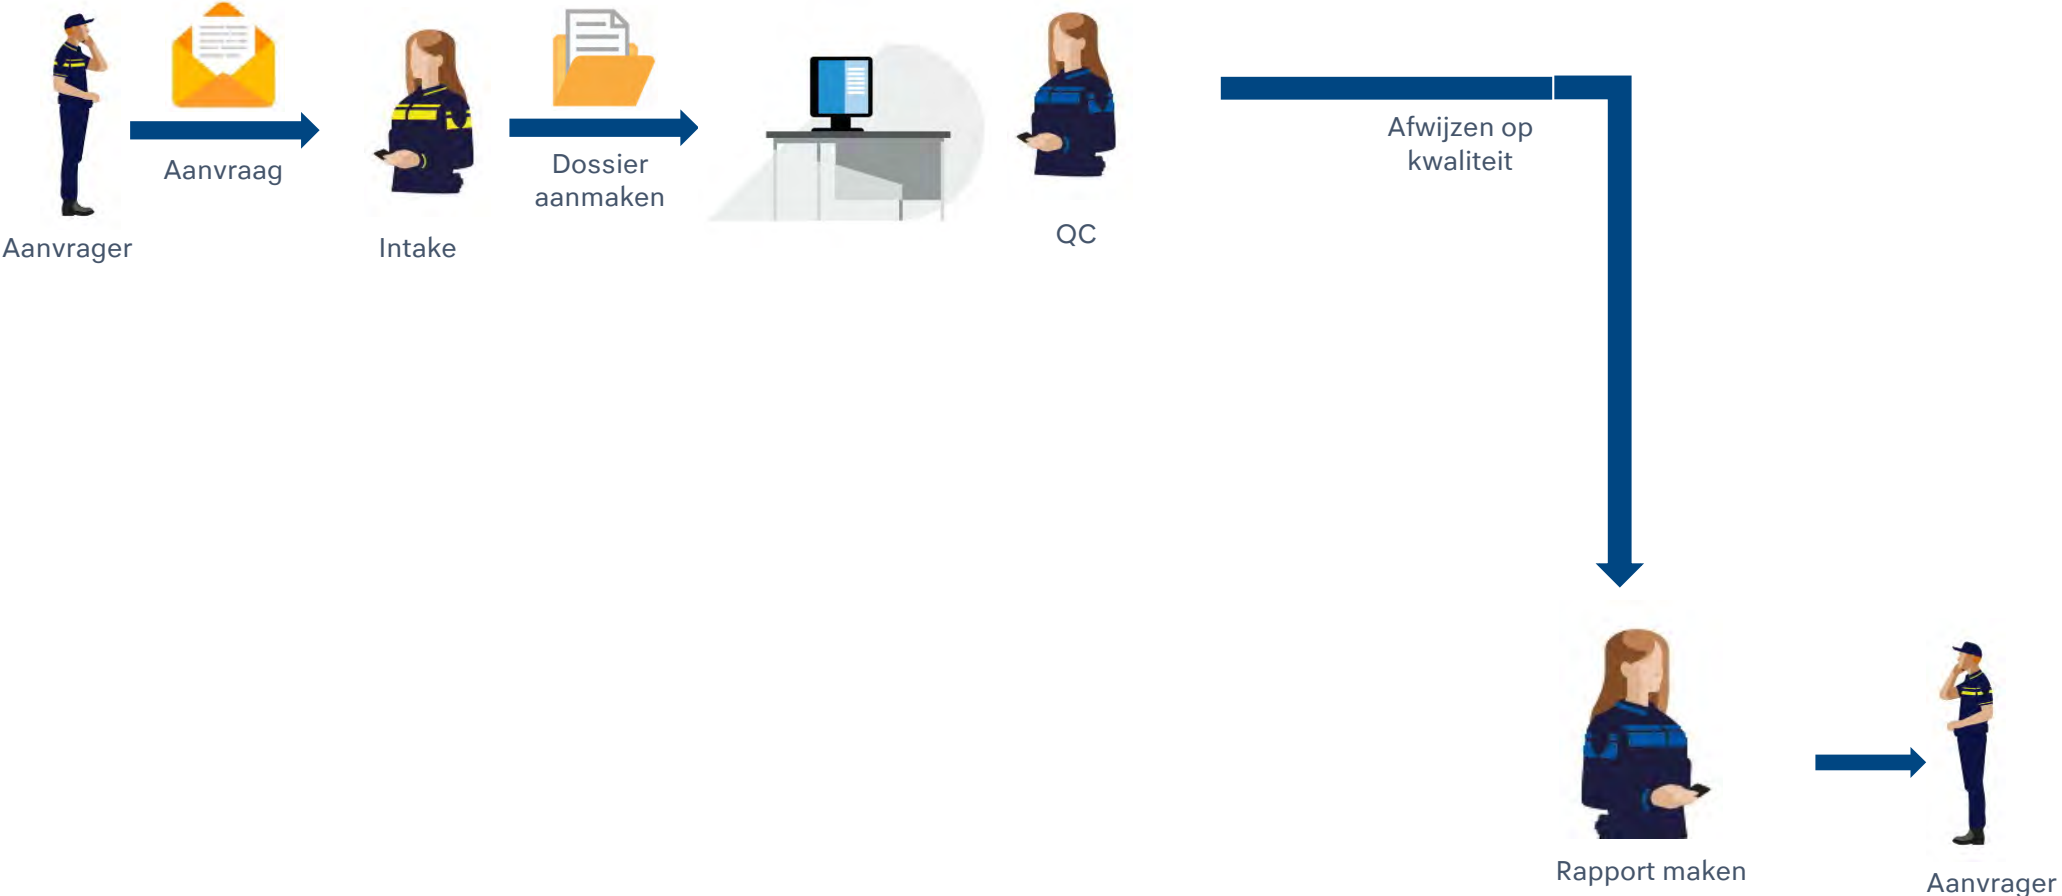 Aanvraag
Dossier
aanmaken
Afwijzen op
kwaliteit
Aanvrager
Intake
QC
Rapport maken
Aanvrager